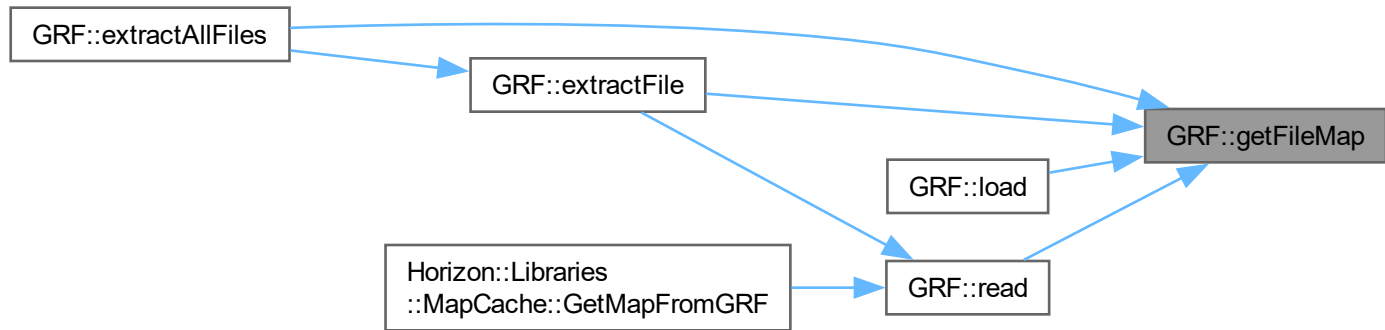 GRF::extractAllFiles
GRF::extractFile
GRF::getFileMap
GRF::load
Horizon::Libraries
::MapCache::GetMapFromGRF
GRF::read